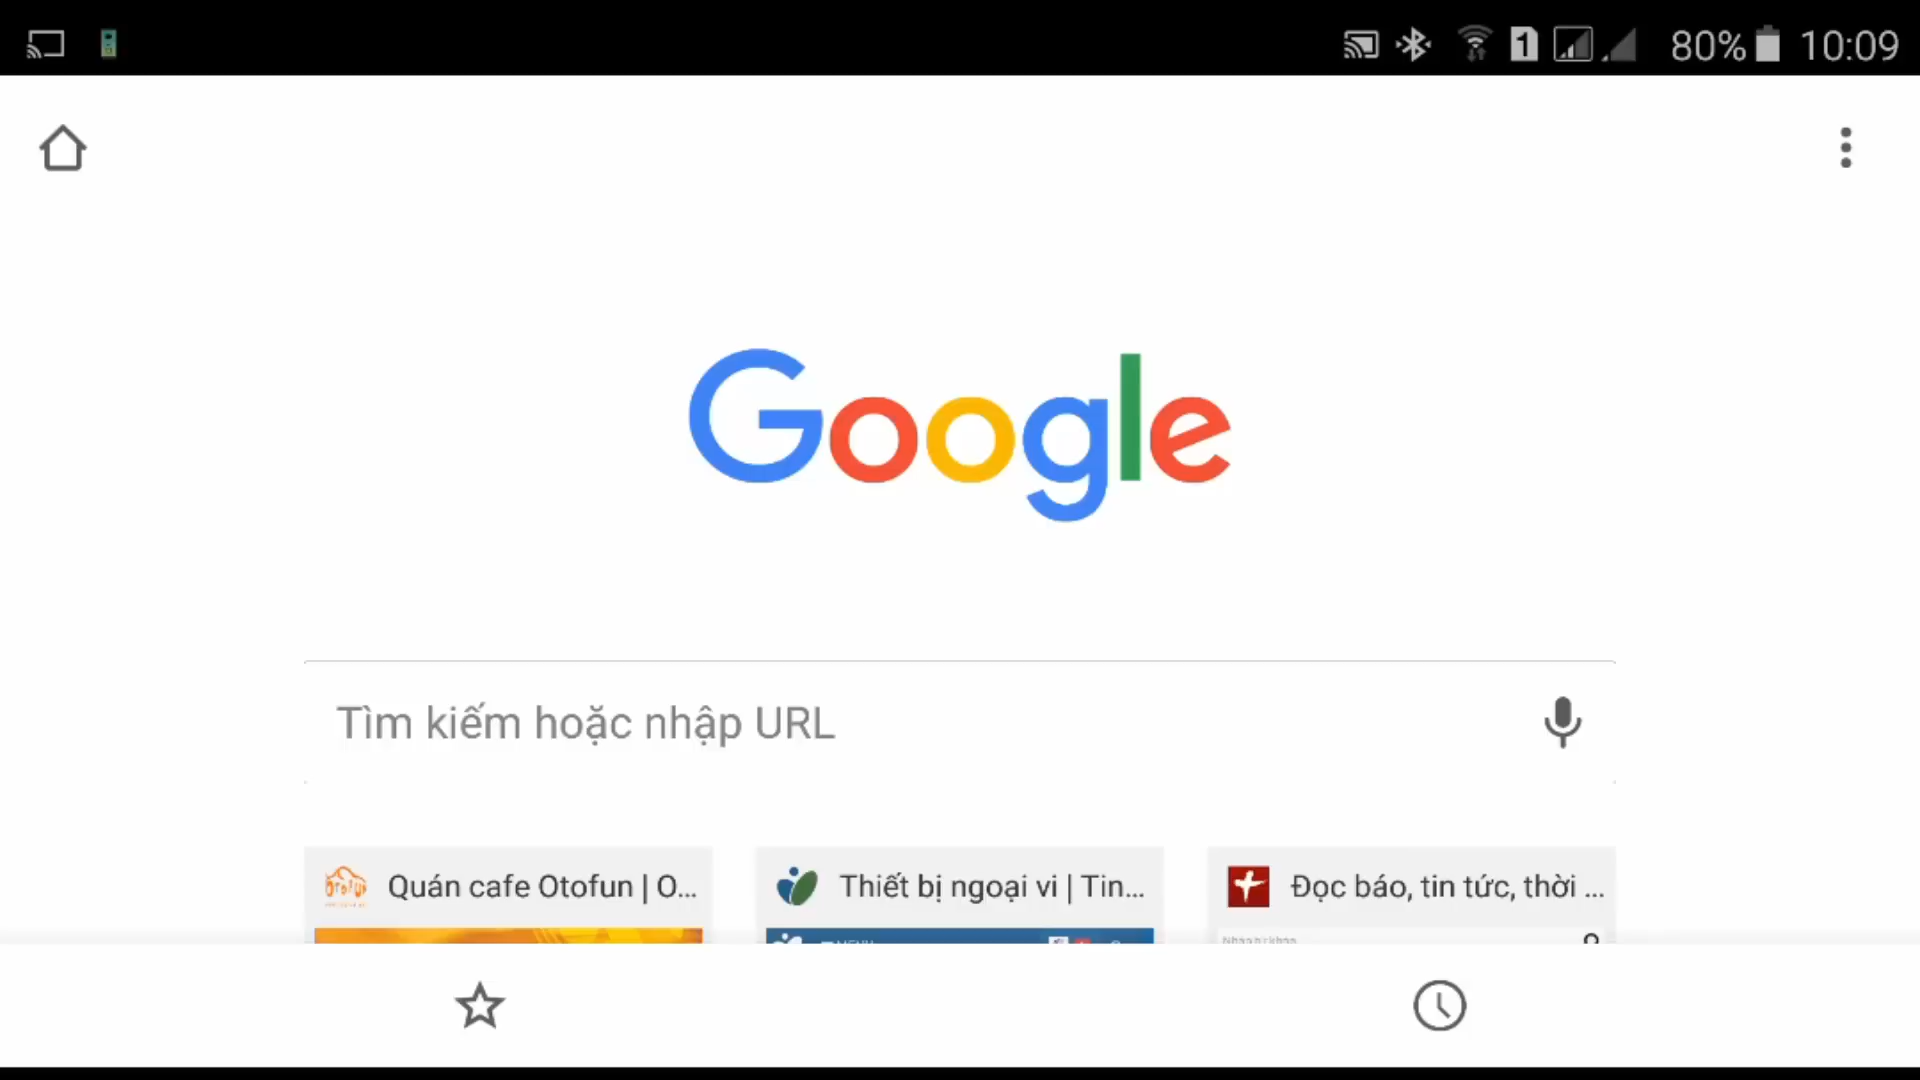 1 80% 10:09
Google
Tìm kiếm hoặc nhập URL
Quán cafe Otofun | O...
Thiết bị ngoại vi | Tin...
Đọc báo, tin tức, thời ...